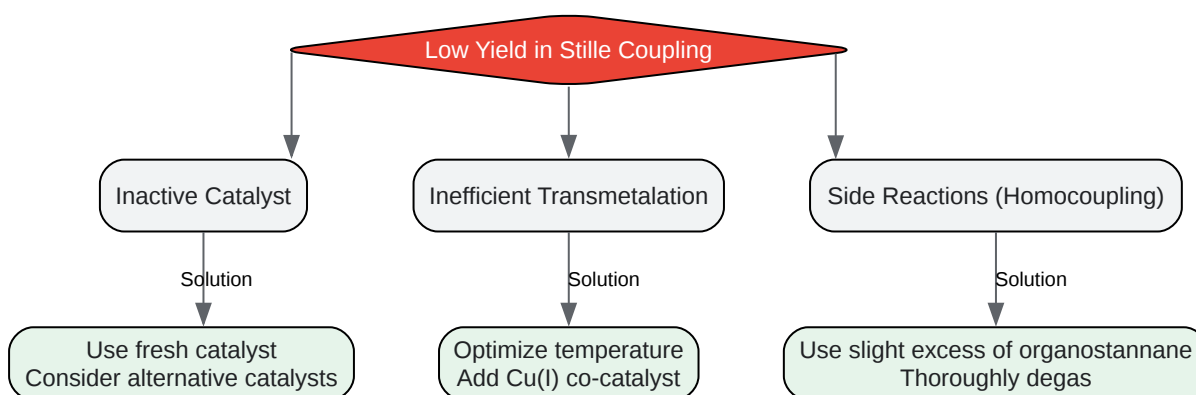 Low Yield in Stille Coupling
Inactive Catalyst
Inefficient Transmetalation
Side Reactions (Homocoupling)
Solution
Solution
Solution
Use fresh catalyst
Consider alternative catalysts
Optimize temperature
Add Cu(I) co-catalyst
Use slight excess of organostannane
Thoroughly degas